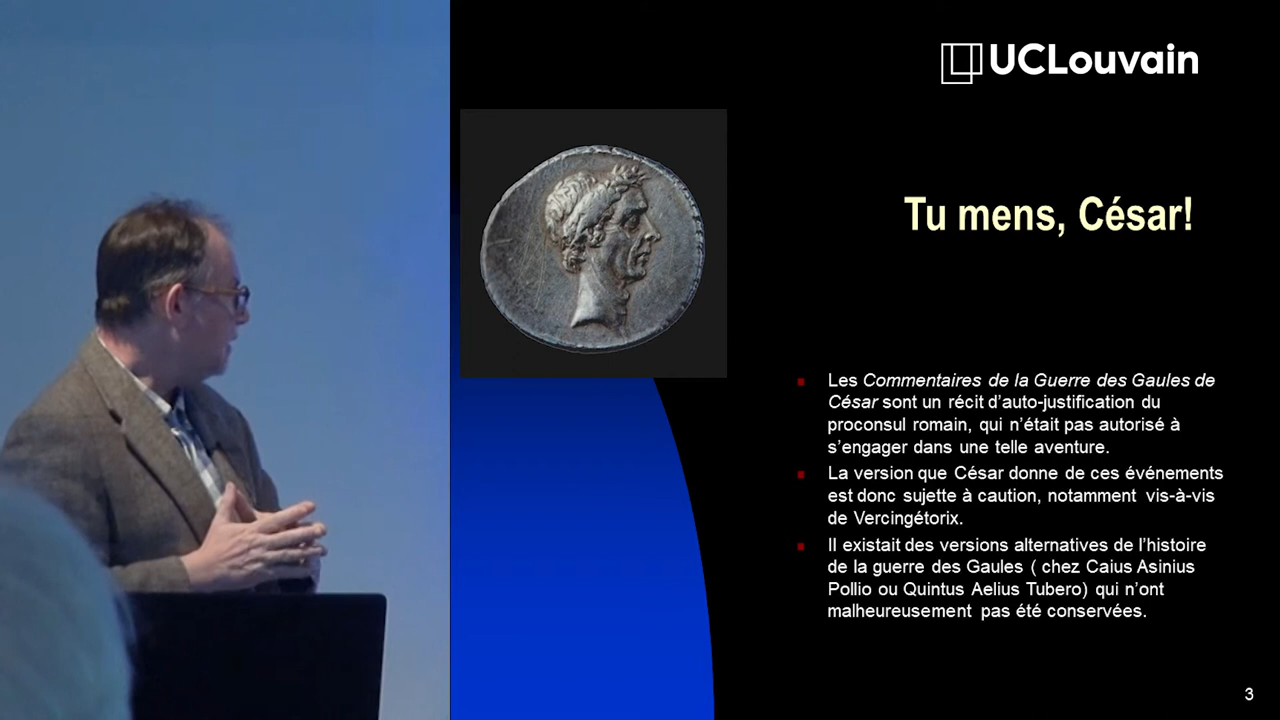 UCLouvain
Tu mens, César!
Les Commentaires de la Guerre des Gaules de
César sont un récit d’auto-justification du
proconsul romain, qui n’était pas autorisé à
s’engager dans une telle aventure.
La version que César donne de ces événements
est donc sujette à caution, notamment vis-à-vis
de Vercingétorix.
Il existait des versions alternatives de l’histoire
de la guerre des Gaules ( chez Caius Asinius
Pollio ou Quintus Aelius Tubero) qui n’ont
malheureusement pas été conservées.
3